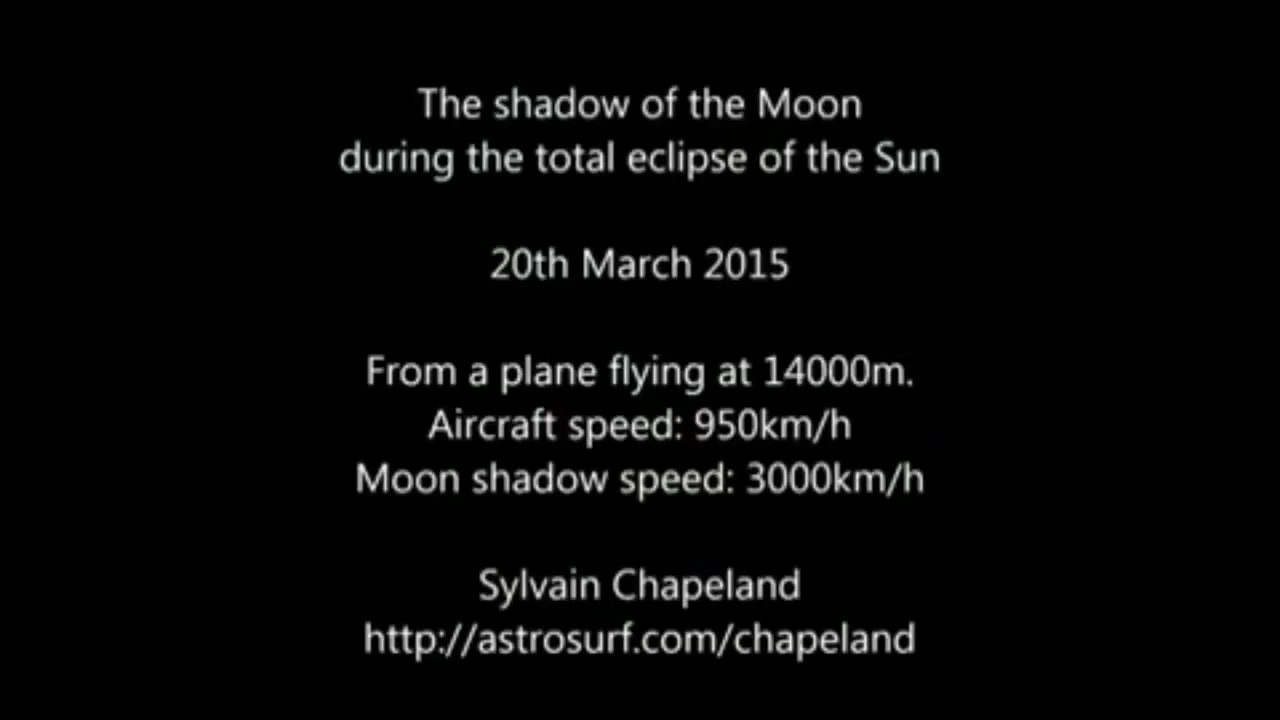 The shadow of the Moon
during the total eclipse of the Sun
20th March 2015
From a plane flying at 14000m.
Aircraft speed: 950km/h
Moon shadow speed: 3000km/h
Sylvain Chapeland
http://astrosurf.com/chapeland